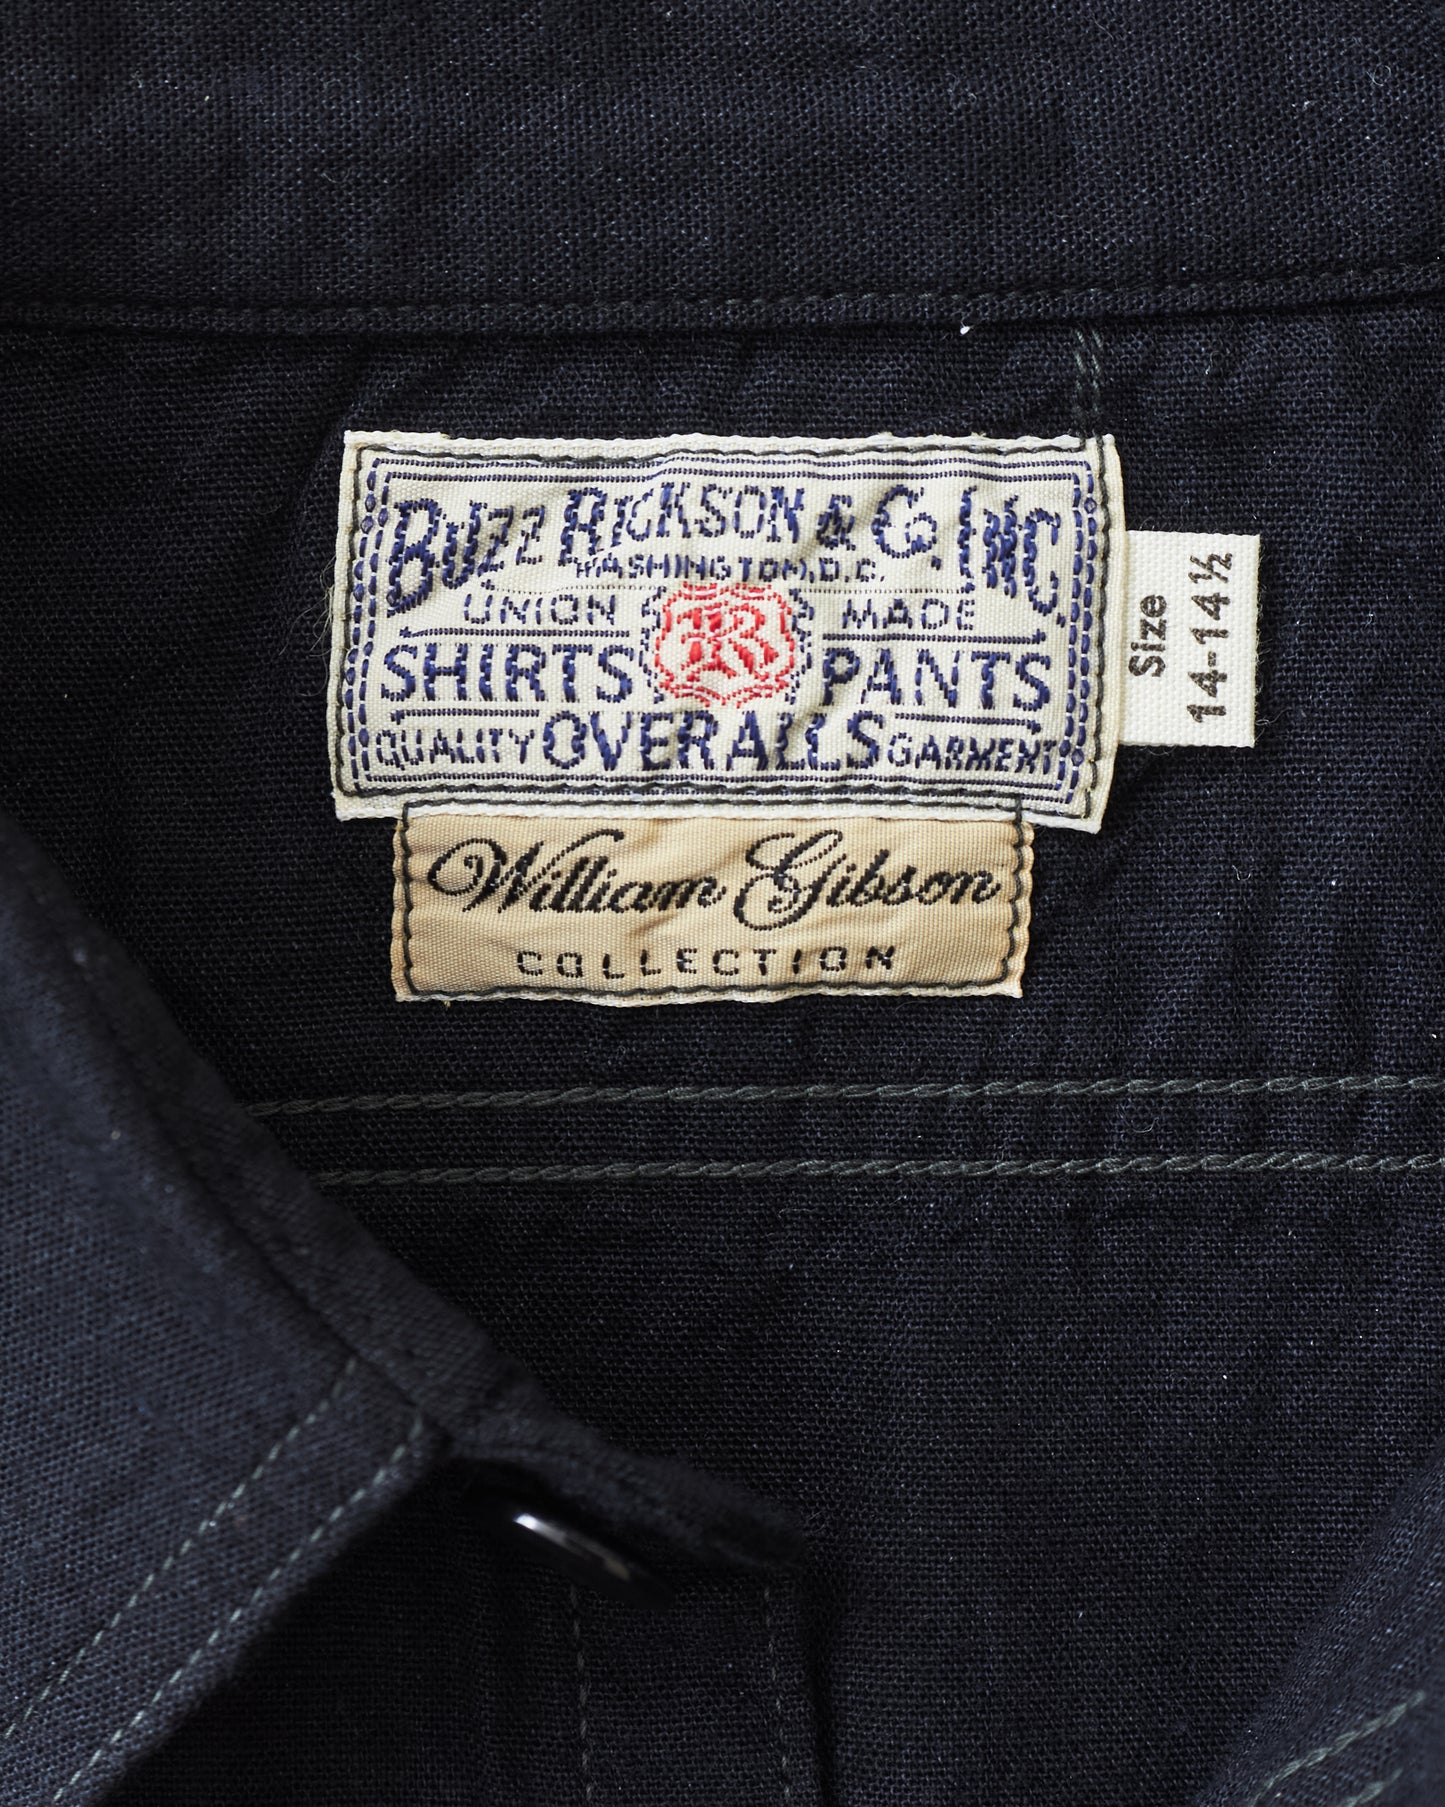 BUZZ RICKSON & CO. INC.
WASHINGTON, D.C.
UNION MADE
SHIRTS R PANTS
QUALITY OVERALLS GARMENT
William Gibson
COLLECTION
Size
14-14½